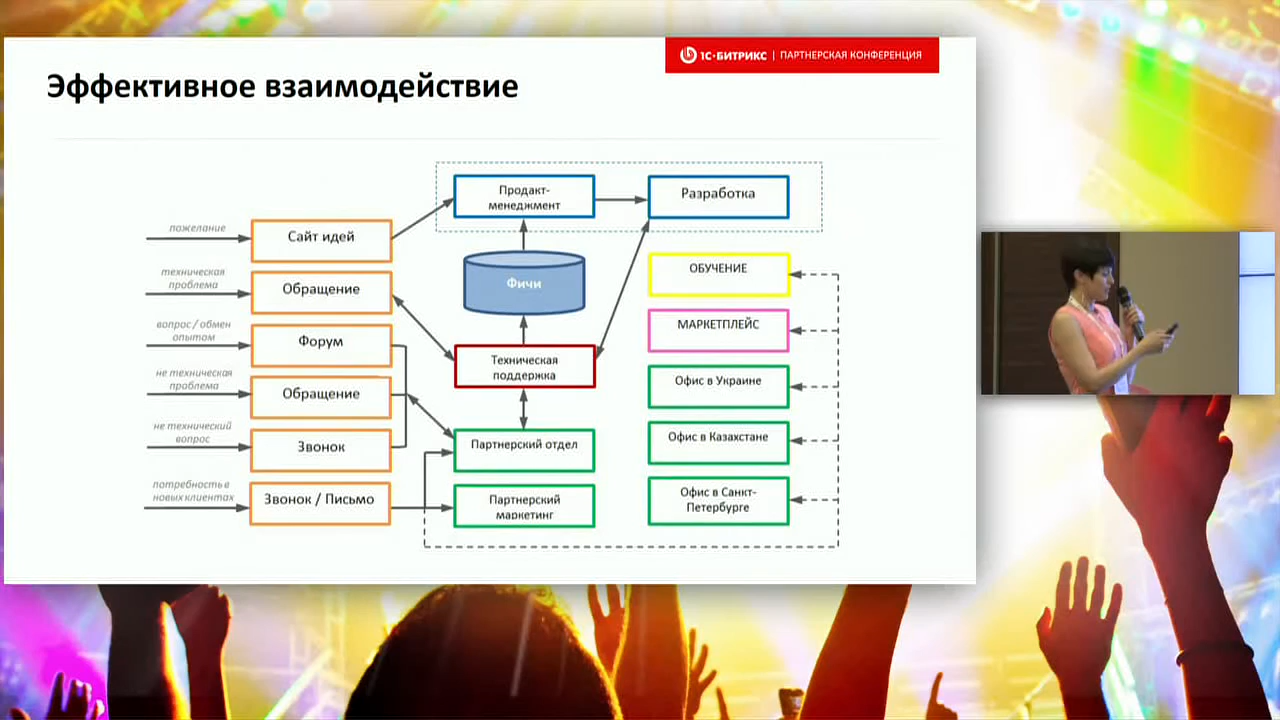 1С-БИТРИКС | ПАРТНЕРСКАЯ КОНФЕРЕНЦИЯ
Эффективное взаимодействие
Продакт-
менеджмент
Разработка
пожелание
Сайт идей
техническая
проблема
Обращение
Фичи
ОБУЧЕНИЕ
вопрос / обмен
опытом
Форум
МАРКЕТПЛЕЙС
Техническая
поддержка
не техническая
проблема
Обращение
Офис в Украине
не технический
вопрос
Звонок
Партнерский отдел
Офис в Казахстане
потребность в
новых клиентах
Звонок / Письмо
Партнерский
маркетинг
Офис в Санкт-
Петербурге